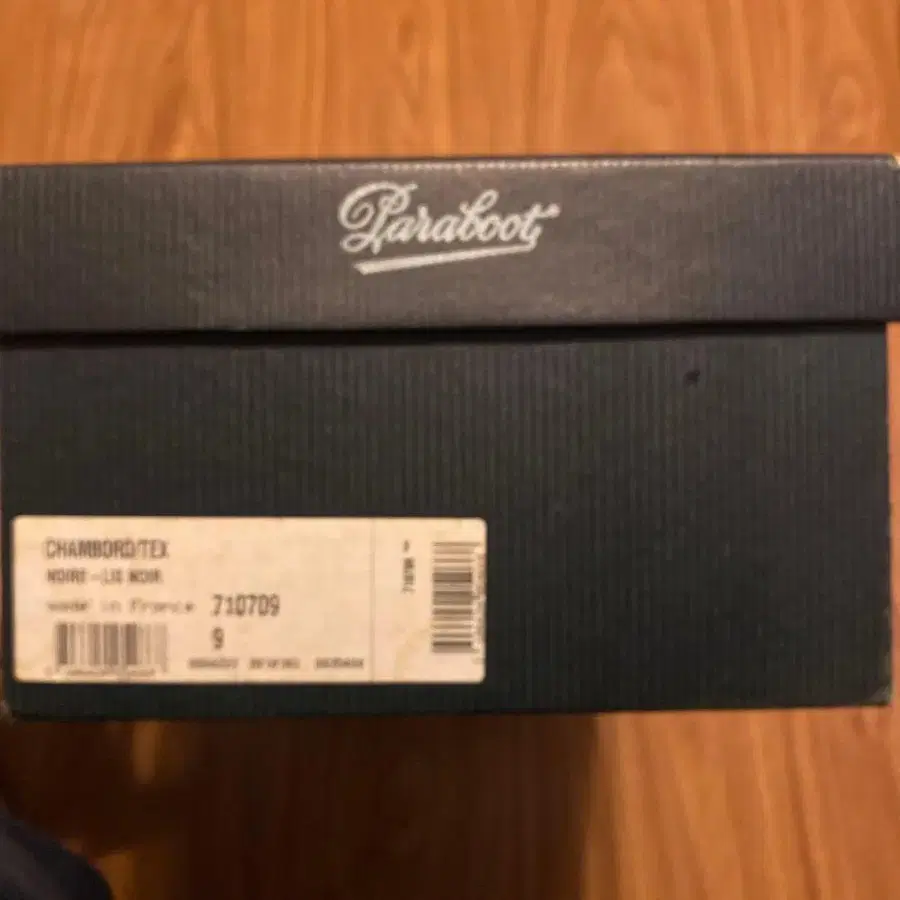 Paraboot
CHAMBORD/TEX
NOIRE-LIS NOIR
made in France 710709
9